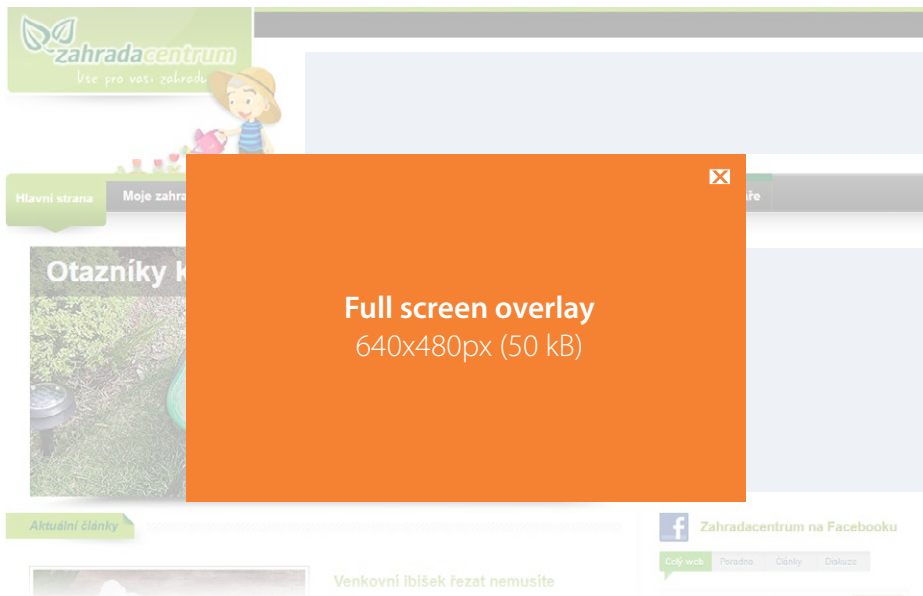 zahradacentrum
Vše pro vaši zahradu
Hlavní strana
Moje zahra
ře
Otazníky k
Full screen overlay
640x480px (50 kB)
Aktuální články
Zahradacentrum na Facebooku
Celý web Poradna Články Diskuze
Venkovní ibišek řezat nemusíte